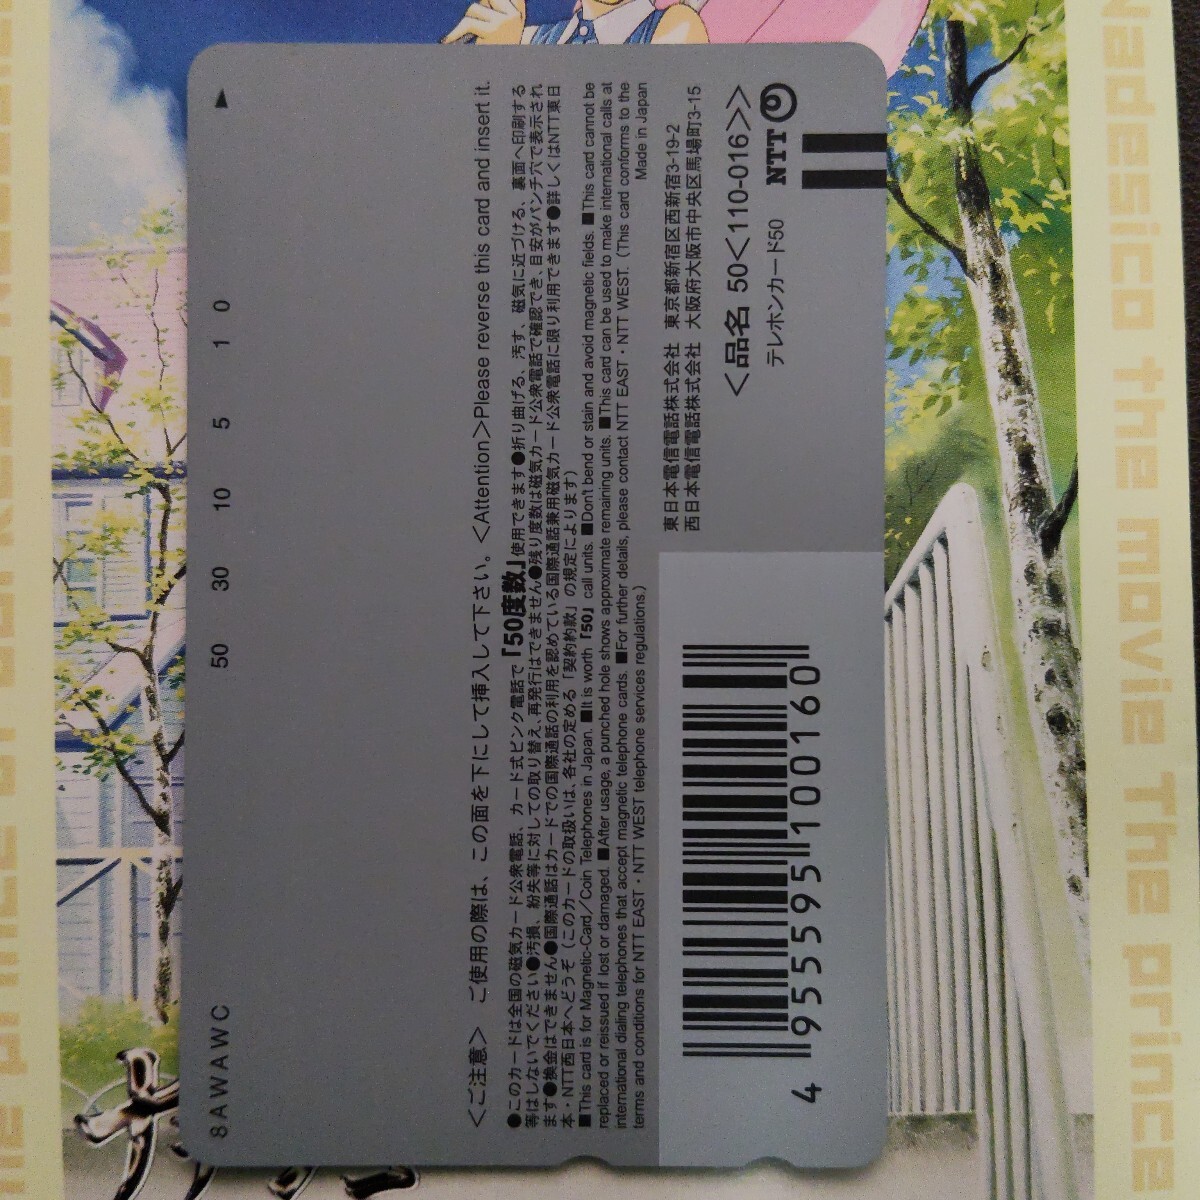 8AWAWC
50 30 10 5 1 0
<ご注意> ご使用の際は、この面を下にして挿入して下さい。<Attention>Please reverse this card and insert it.
●このカードは全国の磁気カード公衆電話、カード式ピンク電話で「50度数」使用できます●折り曲げる、汚す、磁気に近づける、裏面へ印刷する
等はしないでください●汚損、紛失等に対しての取り替え、再発行はできません●残り度数は磁気カード公衆電話で確認でき、目安がパンチ穴で表示され
ます●換金はできません●国際通話はカードでの国際通話の利用を認めている国際通話兼用磁気カード公衆電話に限り利用できます●詳しくはNTT東日
本・NTT西日本へどうぞ(このカードの取扱いは、各社の定める「契約約款」の規定によります)
■This card is for Magnetic-Card/Coin Telephones in Japan. ■It is worth「50」call units. ■Don't bend or stain and avoid magnetic fields. ■This card cannot be
replaced or reissued if lost or damaged. ■After usage, a punched hole shows approximate remaining units. ■This card can be used to make international calls at
international dialing telephones that accept magnetic telephone cards. ■For further details, please contact NTT EAST・NTT WEST. (This card conforms to the
terms and conditions for NTT EAST・NTT WEST telephone services regulations.)
Made in Japan
東日本電信電話株式会社 東京都新宿区西新宿3-19-2
西日本電信電話株式会社 大阪府大阪市中央区馬場町3-15
<品名 50<110-016>>
テレホンカード50
NTT
4 955595 100160
Nadesico the movie The prince